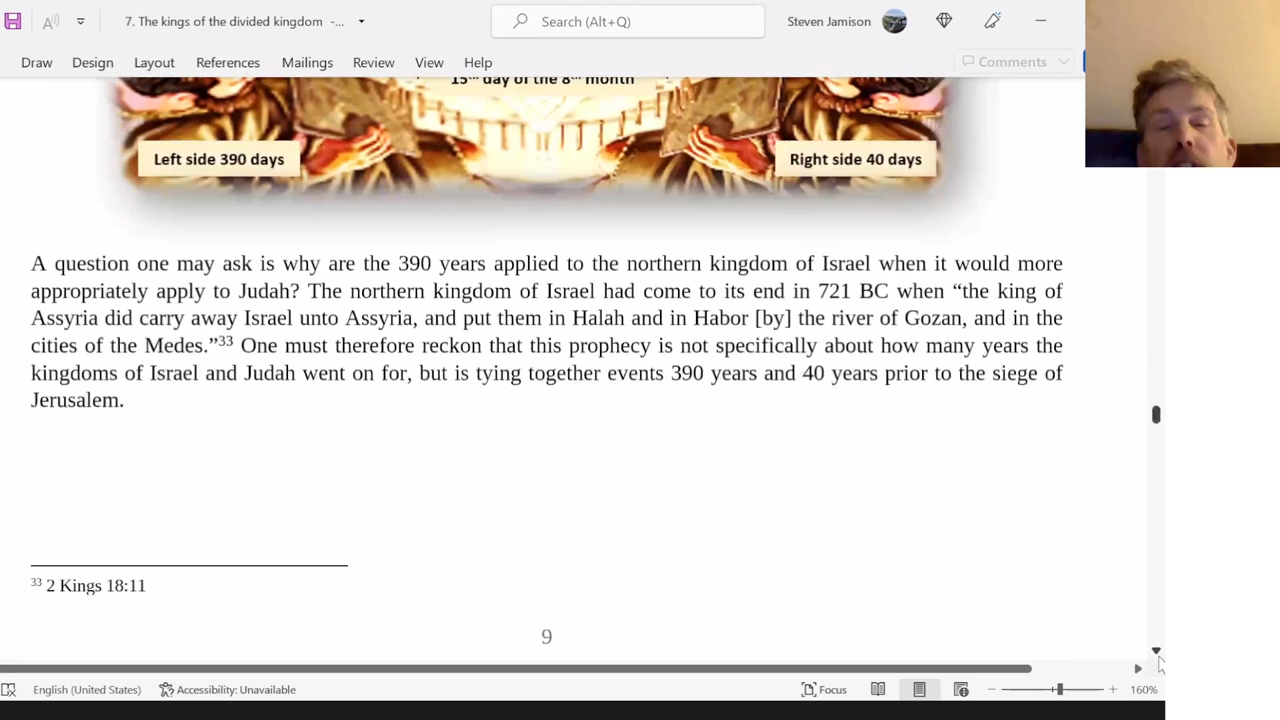 7. The kings of the divided kingdom -...
Search (Alt+Q)
Steven Jamison
Draw Design Layout References Mailings Review View Help
Comments
15th day of the 8th month
Left side 390 days
Right side 40 days
A question one may ask is why are the 390 years applied to the northern kingdom of Israel when it would more
appropriately apply to Judah? The northern kingdom of Israel had come to its end in 721 BC when “the king of
Assyria did carry away Israel unto Assyria, and put them in Halah and in Habor [by] the river of Gozan, and in the
cities of the Medes.”33 One must therefore reckon that this prophecy is not specifically about how many years the
kingdoms of Israel and Judah went on for, but is tying together events 390 years and 40 years prior to the siege of
Jerusalem.
33 2 Kings 18:11
9
English (United States) Accessibility: Unavailable Focus 160%